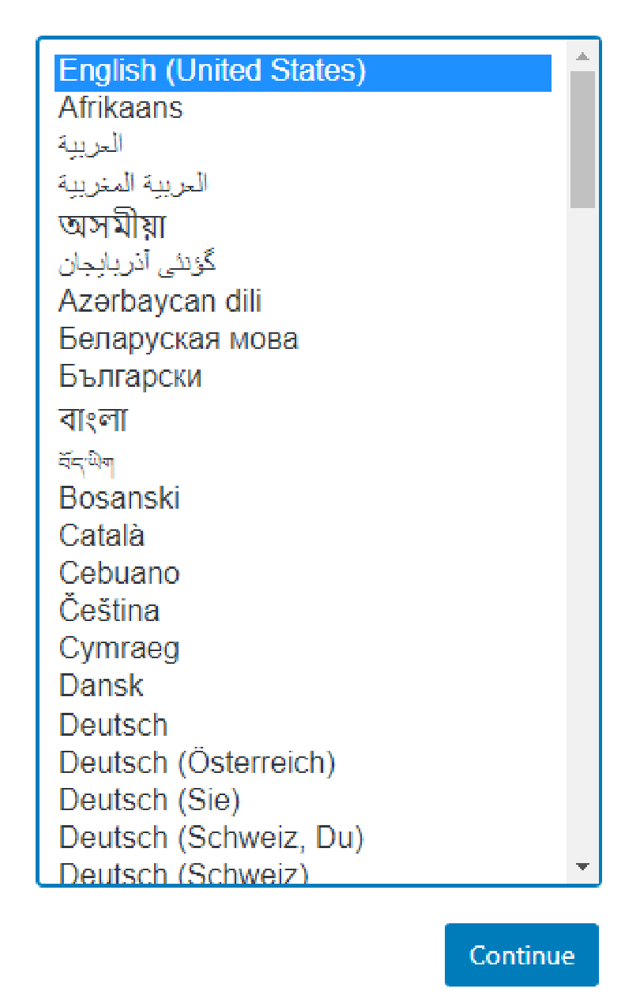 English (United States)
Afrikaans
العربية
العربية المغربية
অসমীয়া
گؤنئی آذربایجان
Azərbaycan dili
Беларуская мова
Български
বাংলা
བོད་ཡིག
Bosanski
Català
Cebuano
Čeština
Cymraeg
Dansk
Deutsch
Deutsch (Österreich)
Deutsch (Sie)
Deutsch (Schweiz, Du)
Deutsch (Schweiz)
Continue